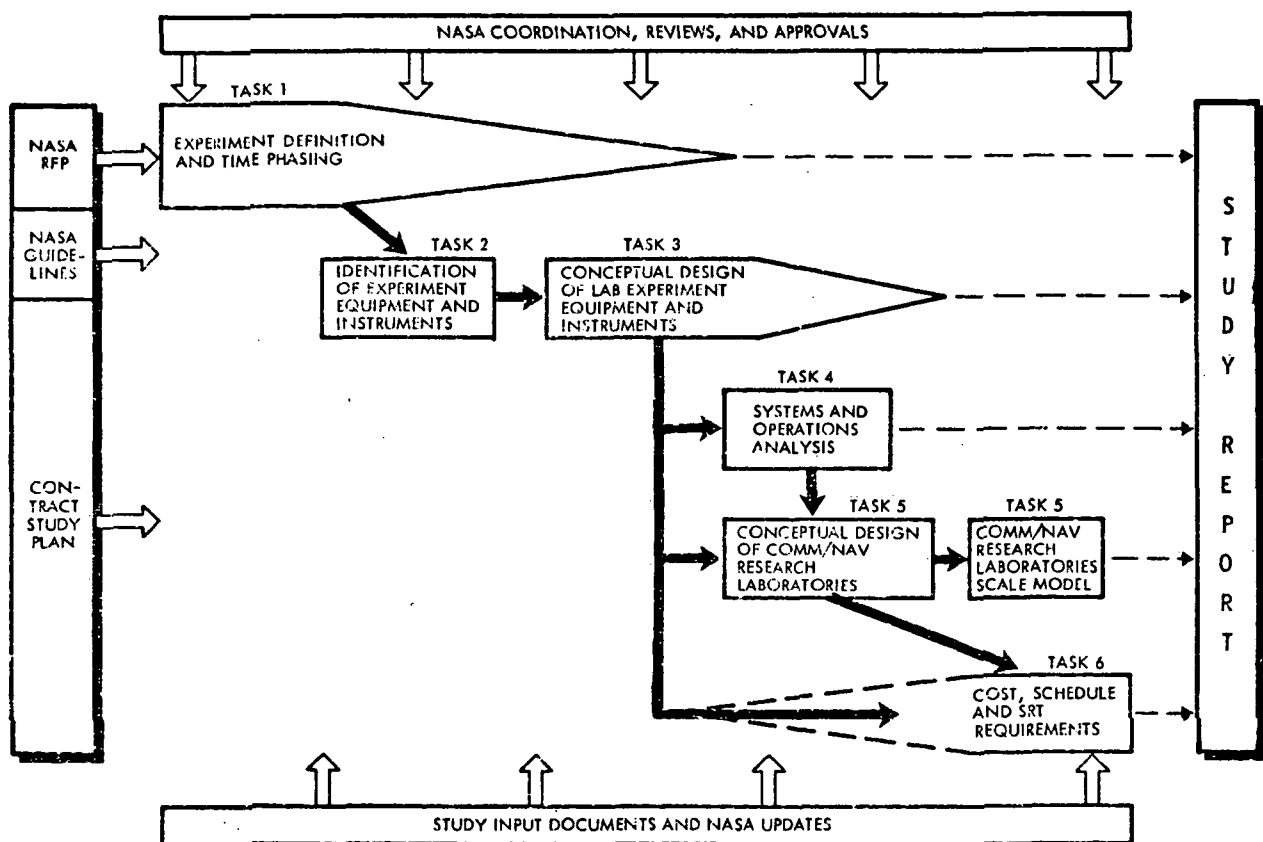 NASA COORDINATION, REVIEWS, AND APPROVALS
TASK 1
EXPERIMENT DEFINITION
AND TIME PHASING
NASA
RFP
NASA
GUIDE-
LINES
CON-
TRACT
STUDY
PLAN
TASK 2
IDENTIFICATION
OF EXPERIMENT
EQUIPMENT AND
INSTRUMENTS
TASK 3
CONCEPTUAL DESIGN
OF LAB EXPERIMENT
EQUIPMENT AND
INSTRUMENTS
TASK 4
SYSTEMS AND
OPERATIONS
ANALYSIS
TASK 5
CONCEPTUAL DESIGN
OF COMM/NAV
RESEARCH
LABORATORIES
TASK 5
COMM/NAV
RESEARCH
LABORATORIES
SCALE MODEL
TASK 6
COST, SCHEDULE
AND SRT
REQUIREMENTS
STUDY REPORT
STUDY INPUT DOCUMENTS AND NASA UPDATES